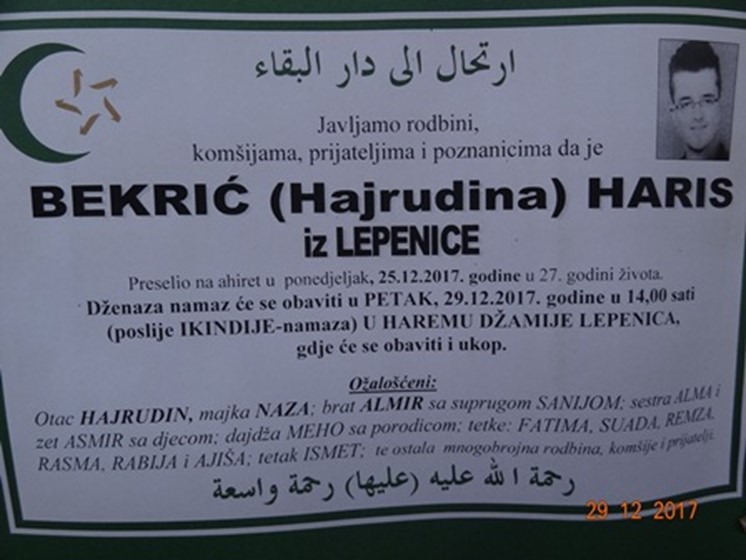 ارتحال الى دار البقاء
Javljamo rodbini,
komšijama, prijateljima i poznanicima da je
BEKRIĆ (Hajrudina) HARIS
iz LEPENICE
Preselio na ahiret u ponedjeljak, 25.12.2017. godine u 27. godini života.
Dženaza namaz će se obaviti u PETAK, 29.12.2017. godine u 14,00 sati
(poslije IKINDIJE-namaza) U HAREMU DŽAMIJE LEPENICA,
gdje će se obaviti i ukop.
Ožalošćeni:
Otac HAJRUDIN, majka NAZA; brat ALMIR sa suprugom SANIJOM; sestra ALMA i
zet ASMIR sa djecom; dajdža MEHO sa porodicom; tetke: FATIMA, SUADA, REMZA,
RASMA, RABIJA i AJIŠA; tetak ISMET; te ostala mnogobrojna rodbina, komšije i prijatelji.
رحمة الله عليه (عليها) رحمة واسعة
29 12 2017